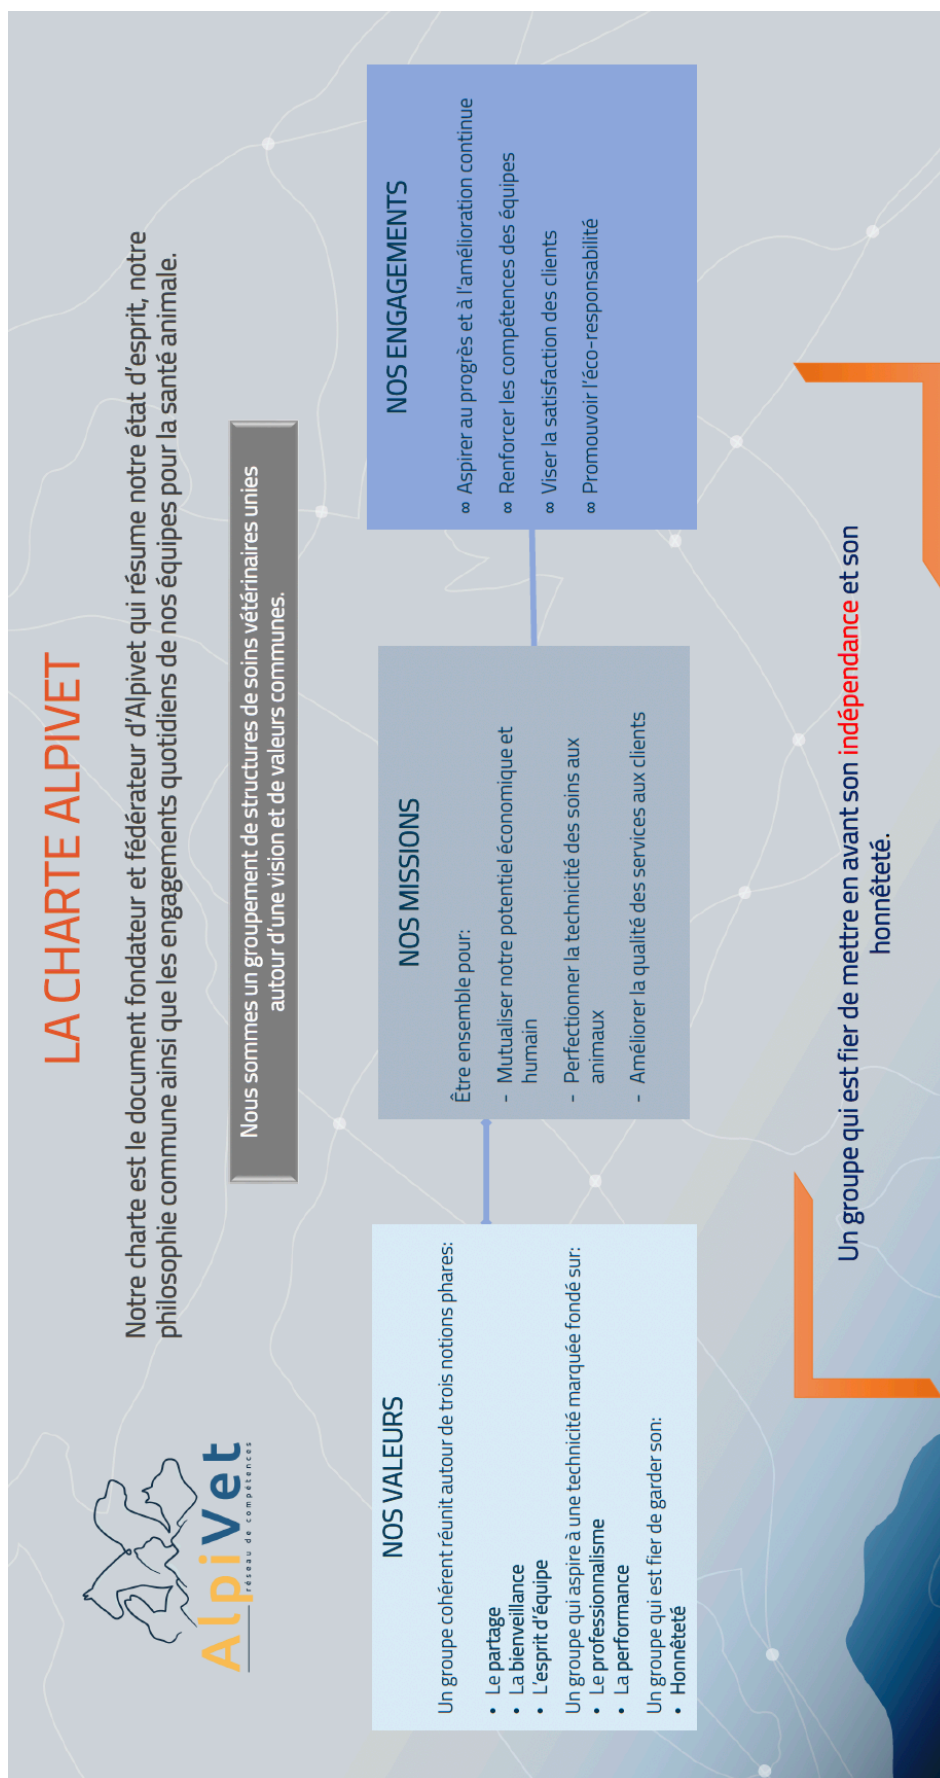 LA CHARTE ALPIVET
AlpiVet
réseau de compétences
Notre charte est le document fondateur et fédérateur d'Alpivet qui résume notre état d'esprit, notre
philosophie commune ainsi que les engagements quotidiens de nos équipes pour la santé animale.
Nous sommes un groupement de structures de soins vétérinaires unies
autour d'une vision et de valeurs communes.
NOS VALEURS
Un groupe cohérent réunit autour de trois notions phares:
• Le partage
• La bienveillance
• L'esprit d'équipe
Un groupe qui aspire à une technicité marquée fondé sur:
• Le professionnalisme
• La performance
Un groupe qui est fier de garder son:
• Honnêteté
NOS MISSIONS
Être ensemble pour:
- Mutualiser notre potentiel économique et
humain
- Perfectionner la technicité des soins aux
animaux
- Améliorer la qualité des services aux clients
NOS ENGAGEMENTS
∞ Aspirer au progrès et à l'amélioration continue
∞ Renforcer les compétences des équipes
∞ Viser la satisfaction des clients
∞ Promouvoir l'éco-responsabilité
Un groupe qui est fier de mettre en avant son indépendance et son
honnêteté.